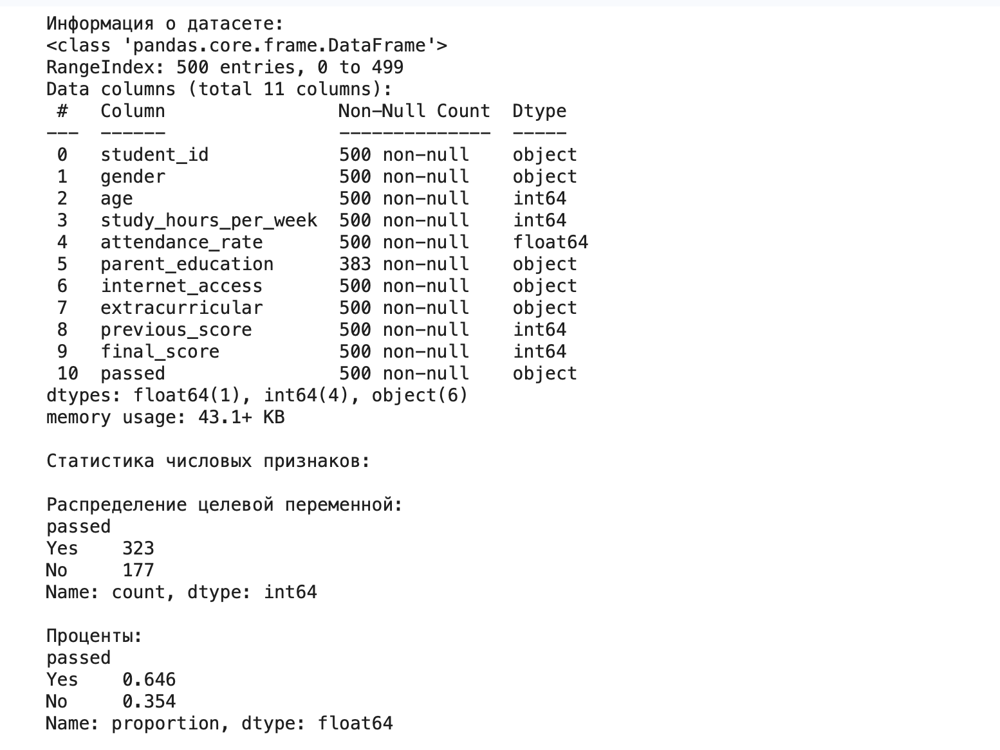 Информация о датасете:
<class 'pandas.core.frame.DataFrame'>
RangeIndex: 500 entries, 0 to 499
Data columns (total 11 columns):
 #   Column                Non-Null Count  Dtype
---  ------                --------------  -----
 0   student_id            500 non-null    object
 1   gender                500 non-null    object
 2   age                   500 non-null    int64
 3   study_hours_per_week  500 non-null    int64
 4   attendance_rate       500 non-null    float64
 5   parent_education      383 non-null    object
 6   internet_access       500 non-null    object
 7   extracurricular       500 non-null    object
 8   previous_score        500 non-null    int64
 9   final_score           500 non-null    int64
 10  passed                500 non-null    object
dtypes: float64(1), int64(4), object(6)
memory usage: 43.1+ KB

Статистика числовых признаков:

Распределение целевой переменной:
passed
Yes    323
No     177
Name: count, dtype: int64

Проценты:
passed
Yes    0.646
No     0.354
Name: proportion, dtype: float64